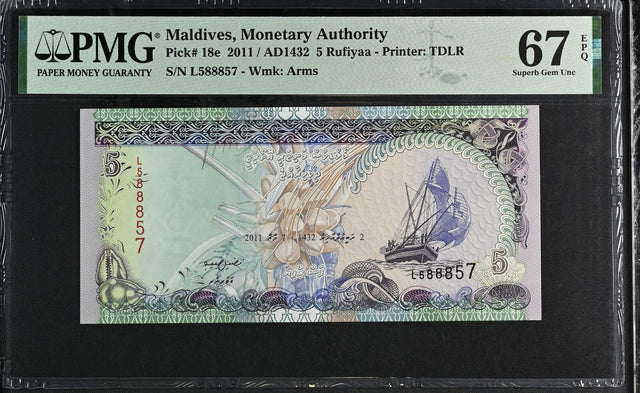 PMG®
PAPER MONEY GUARANTY
Maldives, Monetary Authority
Pick# 18e 2011 / AD1432 5 Rufiyaa - Printer: TDLR
S/N L588857 - Wmk: Arms
67 EPQ
Superb Gem Unc
5
L588857
2011 1432 2
L588857
5